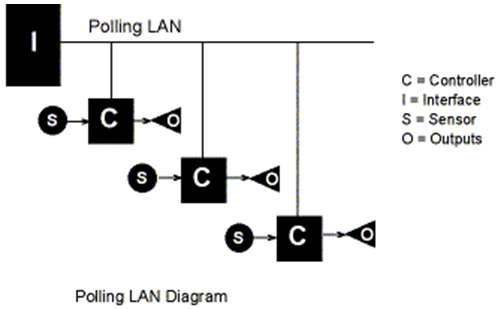 I
Polling LAN
C = Controller
I = Interface
S = Sensor
O = Outputs
S C O
S C O
S C O
Polling LAN Diagram